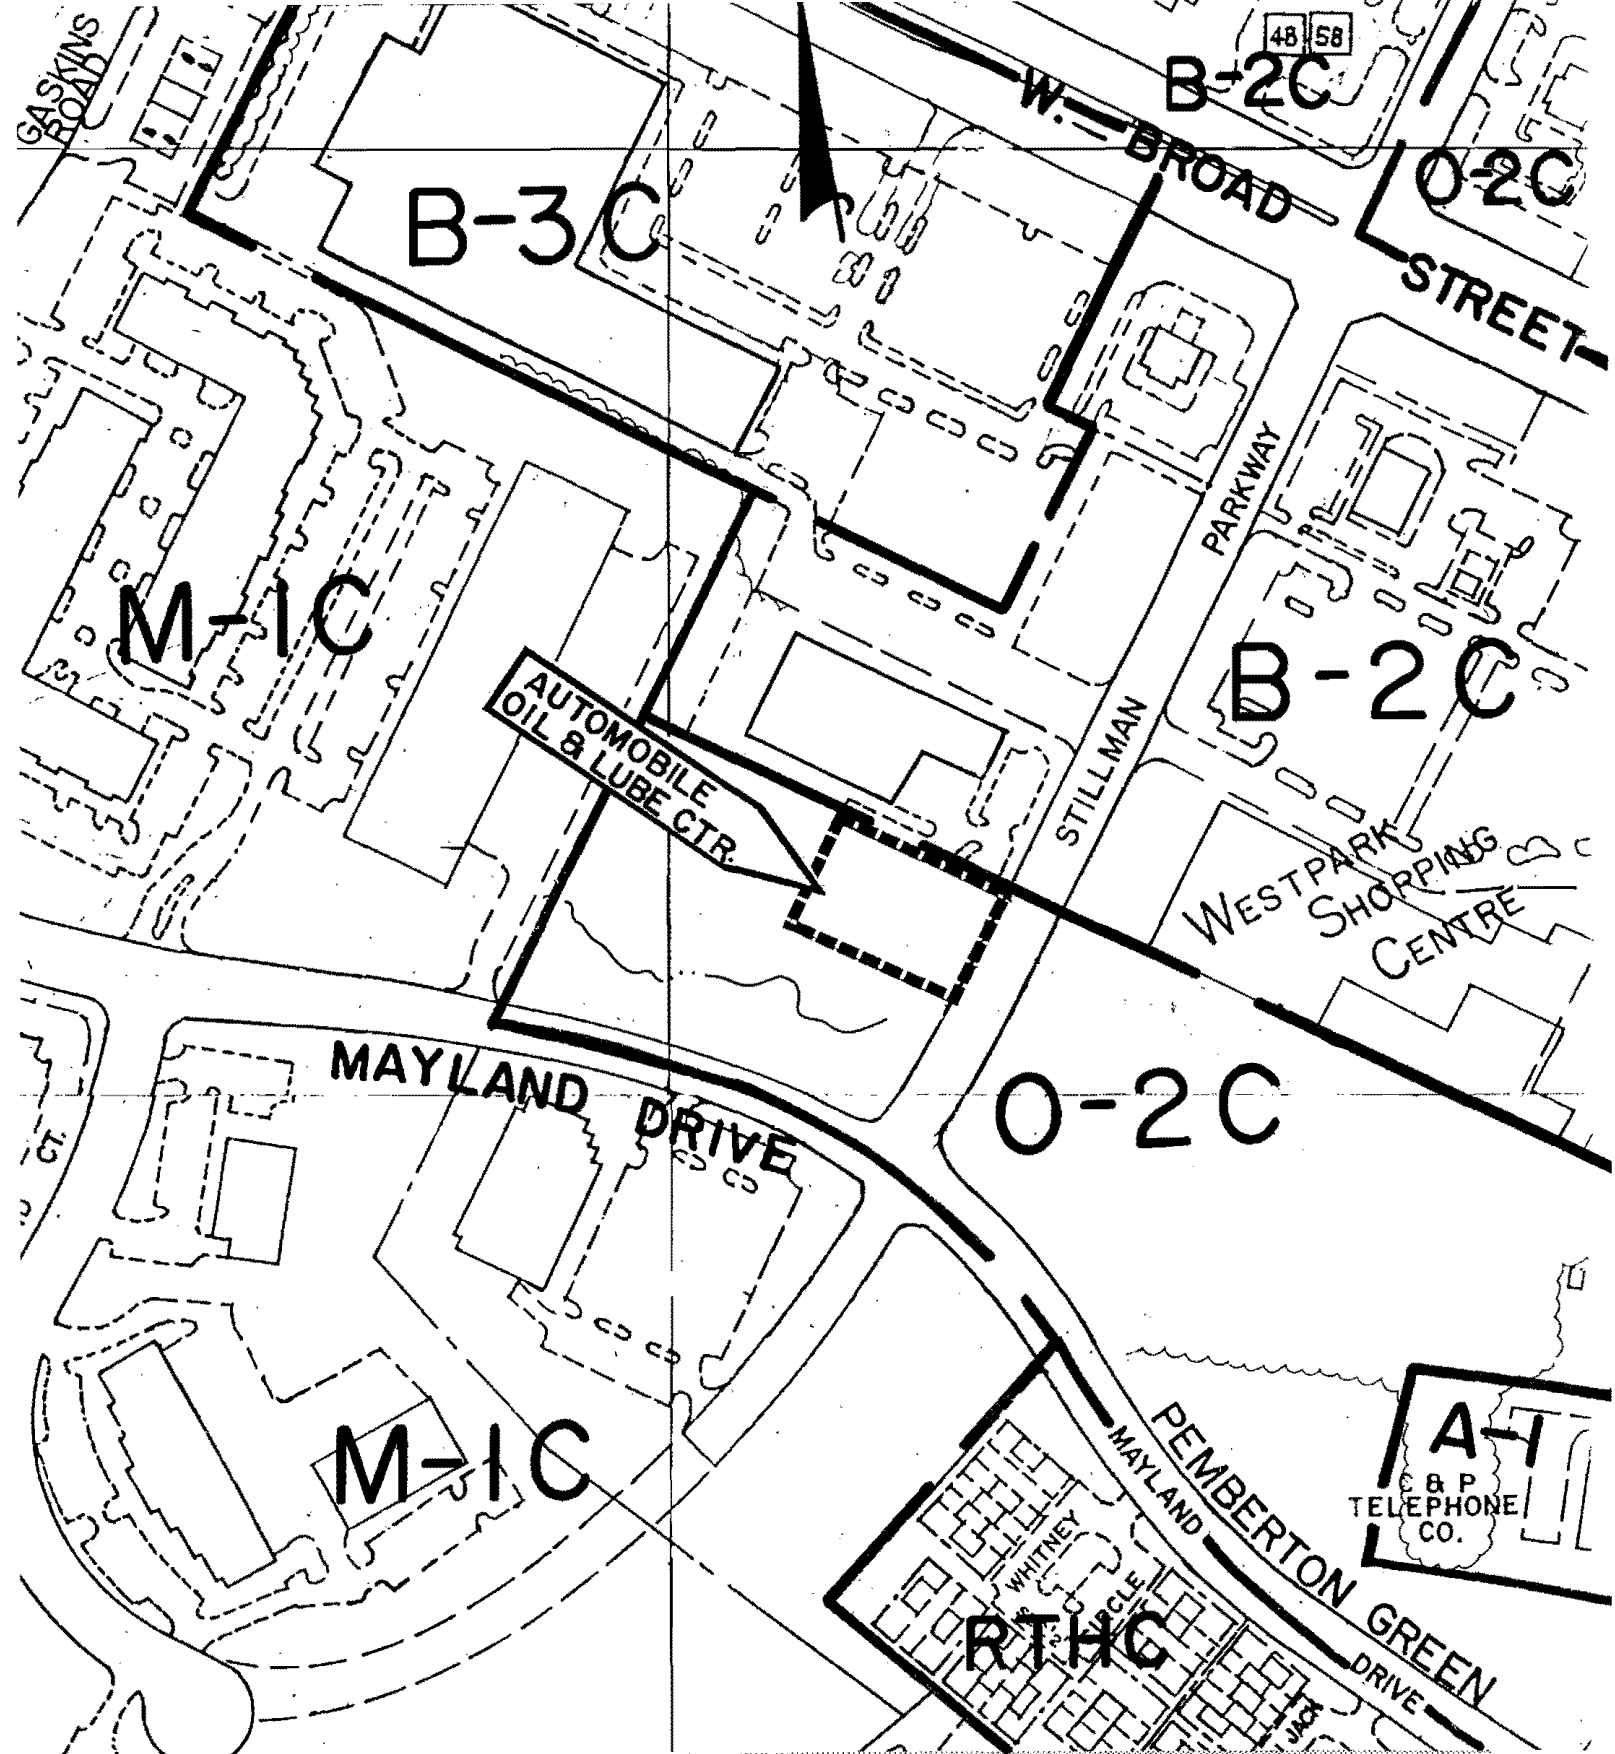 GASKINS
ROAD
48 58
B-2C
W. BROAD
STREET
O-2C
B-3C
PARKWAY
STILLMAN
M-1C
B-2C
AUTOMOBILE
OIL & LUBE CTR.
WESTPARK
SHOPPING
CENTRE
MAYLAND DRIVE
O-2C
CT.
M-1C
A-1
C & P
TELEPHONE
CO.
PEMBERTON GREEN
MAYLAND
DRIVE
WHITNEY
CIRCLE
RTHC
JACK